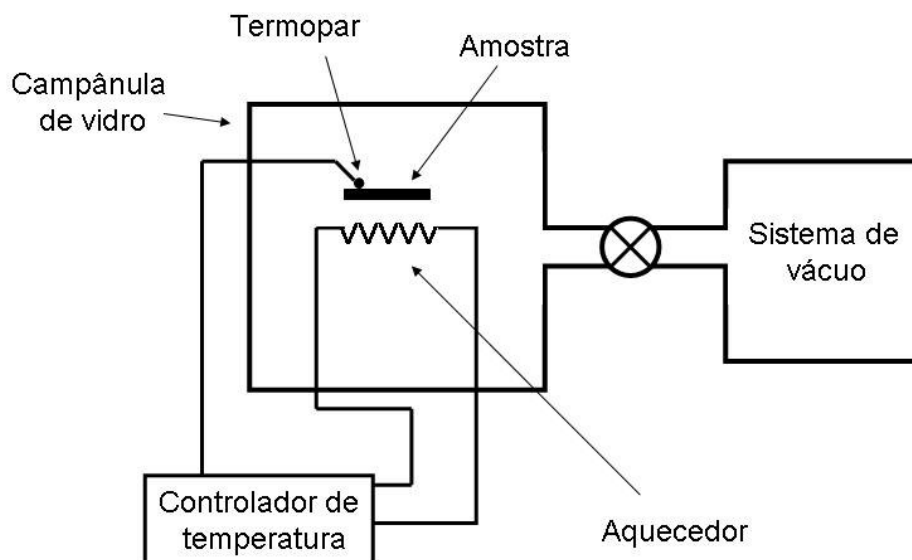 Termopar
Amostra
Campânula
de vidro
Sistema de
vácuo
Controlador de
temperatura
Aquecedor